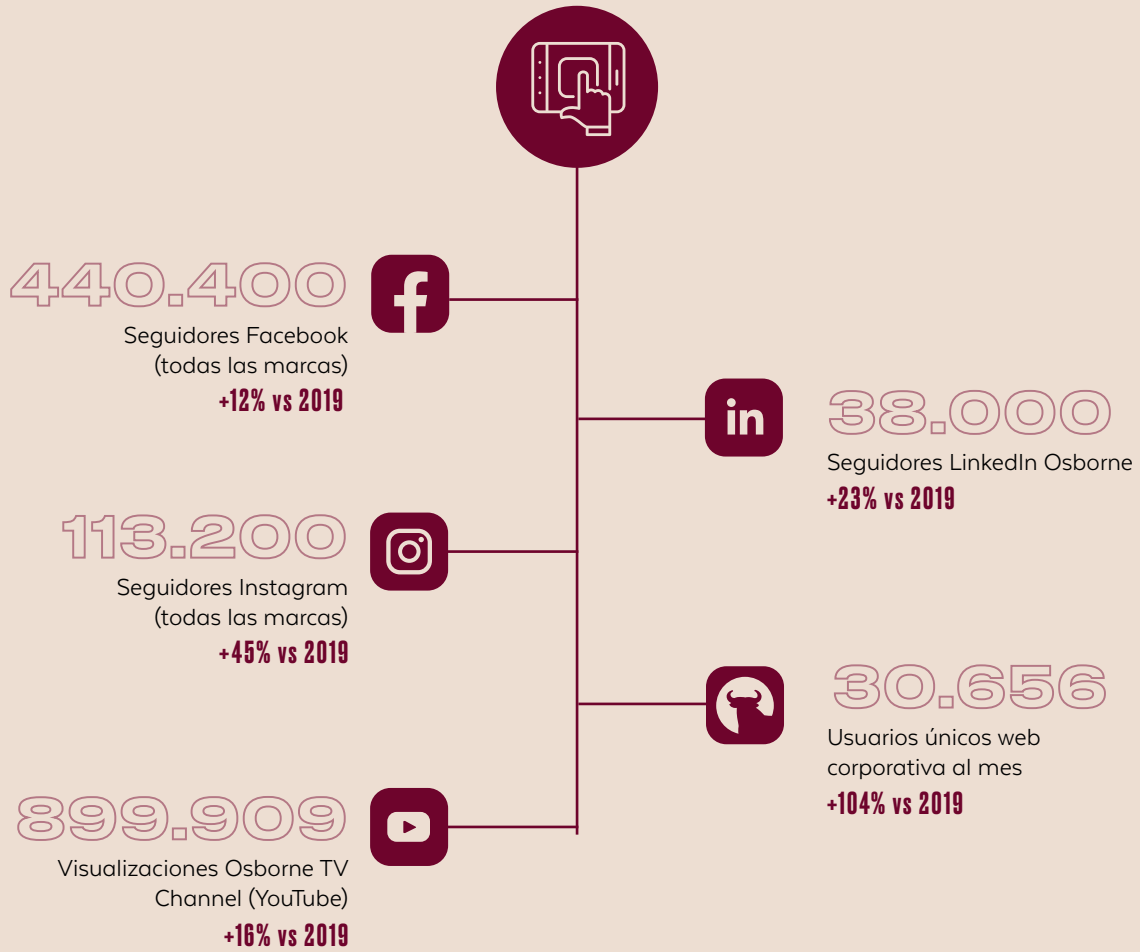 440.400
Seguidores Facebook
(todas las marcas)
+12% vs 2019
38.000
Seguidores LinkedIn Osborne
+23% vs 2019
113.200
Seguidores Instagram
(todas las marcas)
+45% vs 2019
30.656
Usuarios únicos web
corporativa al mes
+104% vs 2019
899.909
Visualizaciones Osborne TV
Channel (YouTube)
+16% vs 2019